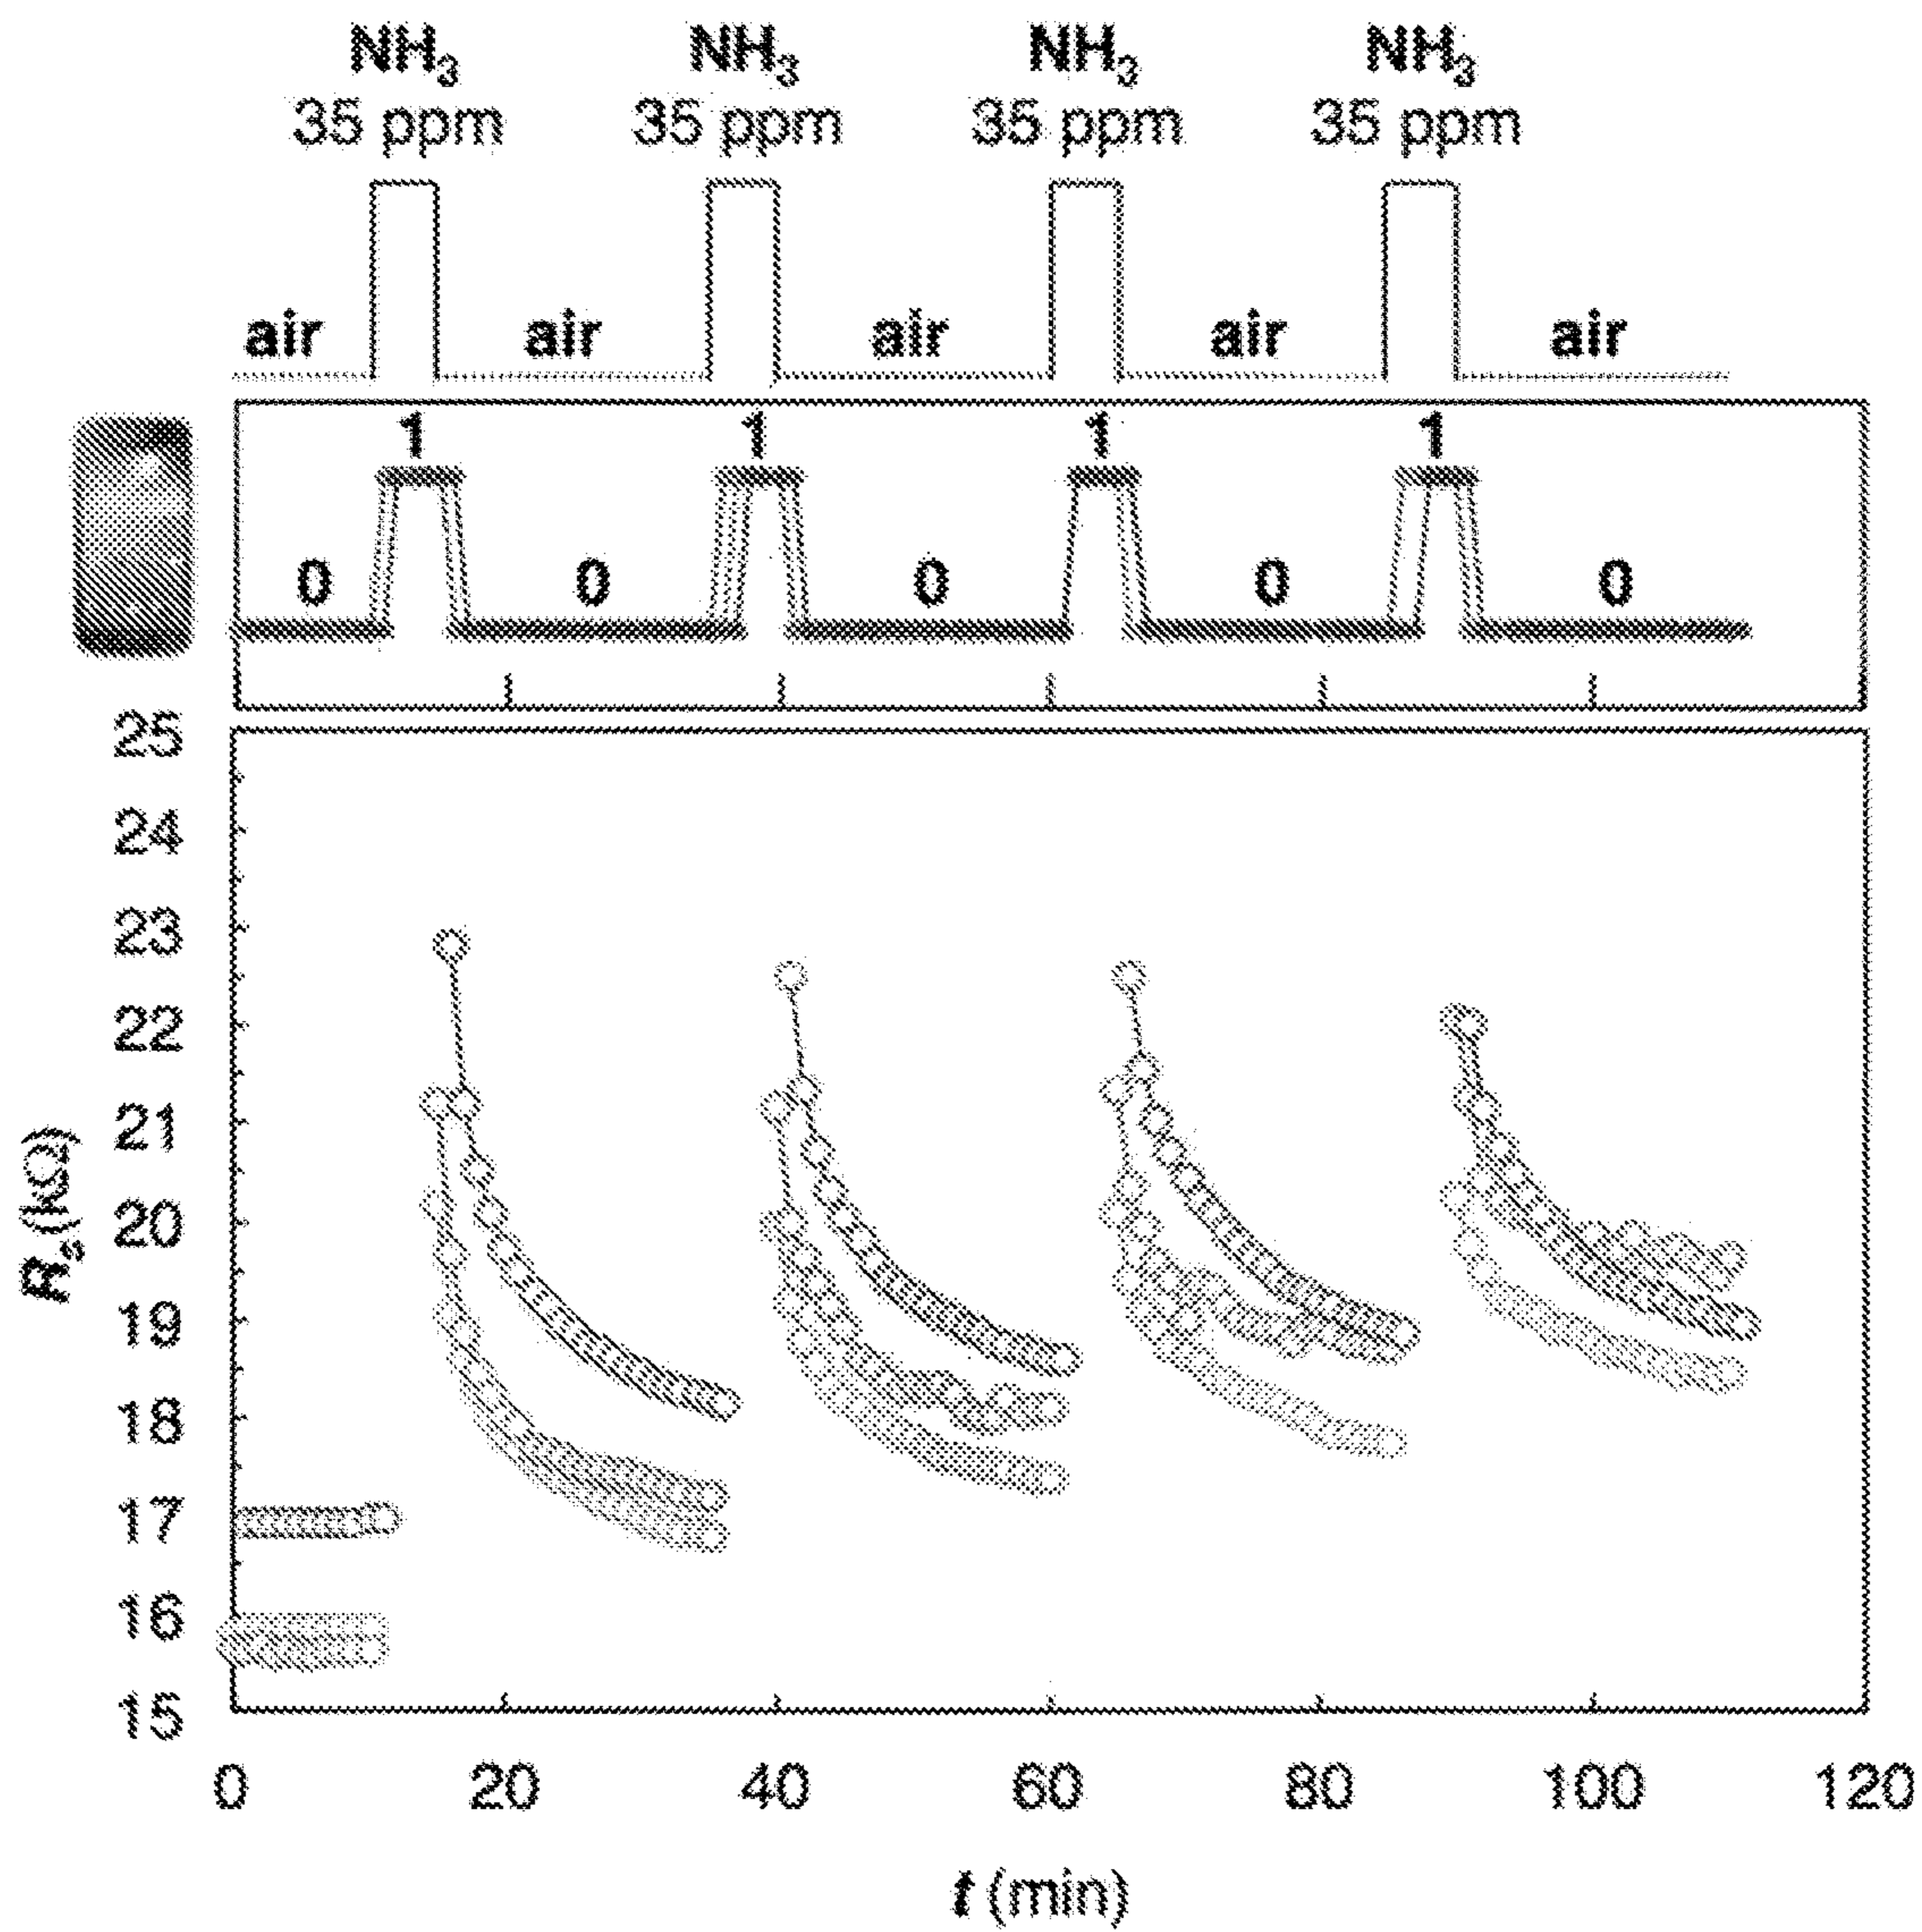 NH3 NH3 NH3 NH3
35 ppm 35 ppm 35 ppm 35 ppm
air air air air air
1 1 1 1
0 0 0 0 0
25
24
23
22
21
20
19
18
17
16
15
Rs(kΩ)
0 20 40 60 80 100 120
t (min)